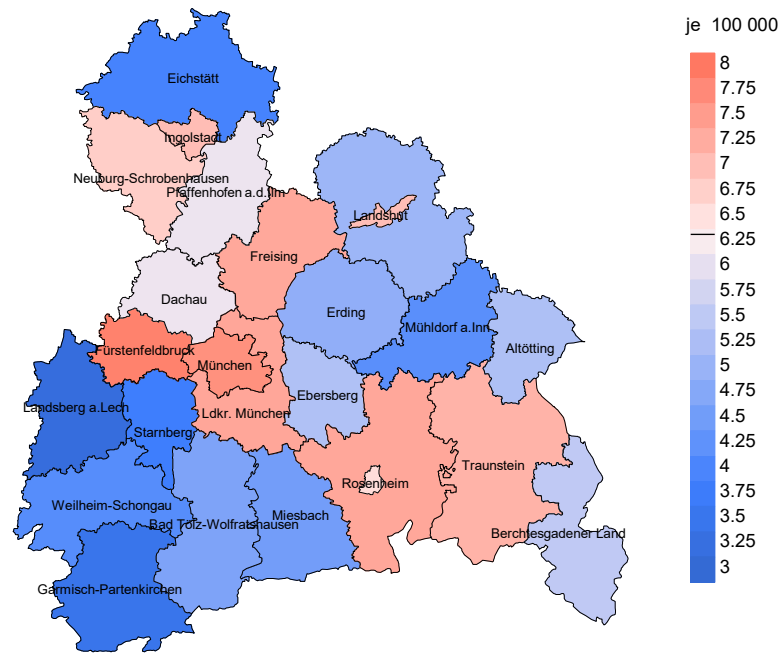 je 100 000
8
7.75
7.5
7.25
7
6.75
6.5
6.25
6
5.75
5.5
5.25
5
4.75
4.5
4.25
4
3.75
3.5
3.25
3
Eichstätt
Ingolstadt
Neuburg-Schrobenhausen
Pfaffenhofen a.d.Ilm
Landshut
Freising
Dachau
Erding
Mühldorf a.Inn
Altötting
Fürstenfeldbruck
München
Ebersberg
Landsberg a.Lech
Ldkr. München
Starnberg
Traunstein
Rosenheim
Weilheim-Schongau
Miesbach
Bad Tölz-Wolfratshausen
Berchtesgadener Land
Garmisch-Partenkirchen